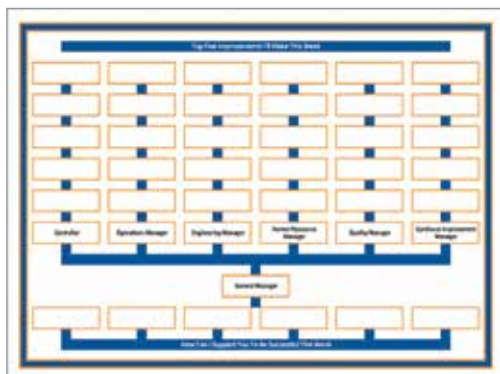 Top Five Improvements I'll Make This Week
Controller
Operations Manager
Engineering Manager
Human Resource
Manager
Quality Manager
Continous Improvement
Manager
General Manager
How Can I Support You To Be Successful This Week